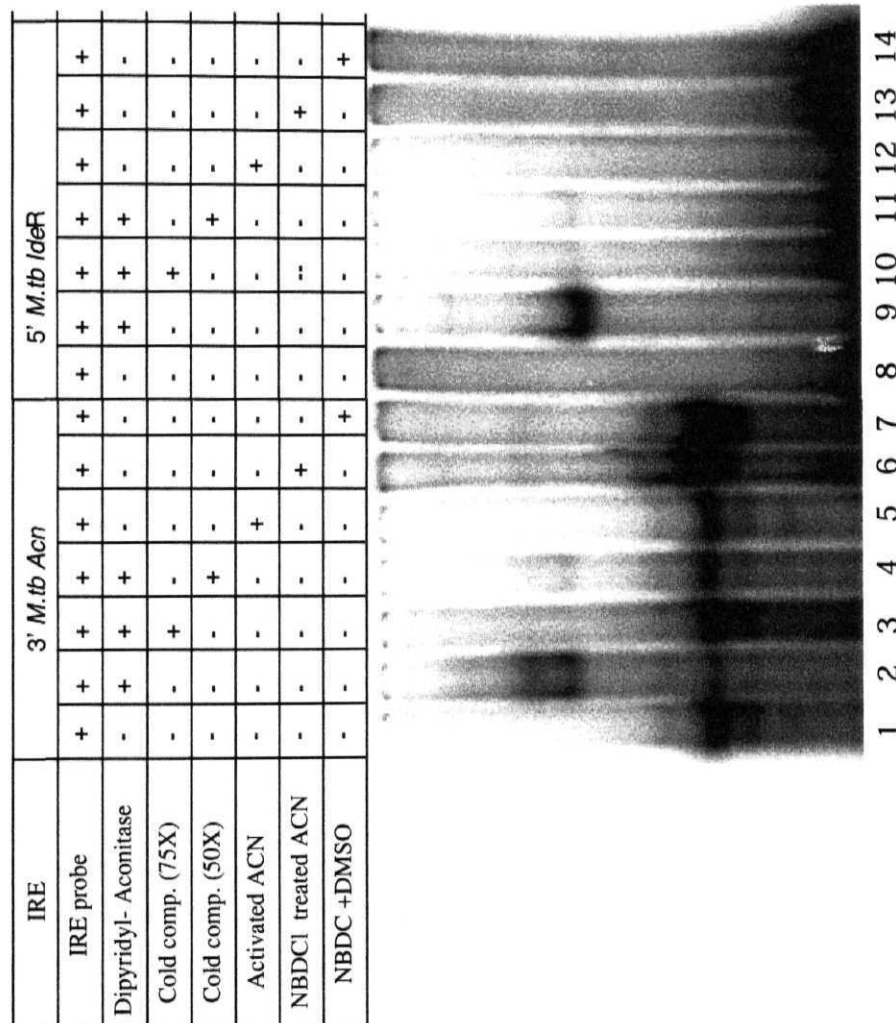 IRE 3' M.tb Acn 5' M.tb IdeR
IRE probe + + + + + + + + + + + + + +
Dipyridyl- Aconitase - + + + - - - - + + + - - -
Cold comp. (75X) - - + - - - - - - + - - - -
Cold comp. (50X) - - - + - - - - - - + - - -
Activated ACN - - - - + - - - - - - + - -
NBDCl treated ACN - - - - - + - - - -- - - + -
NBDC +DMSO - - - - - - + - - - - - - +
1 2 3 4 5 6 7 8 9 10 11 12 13 14